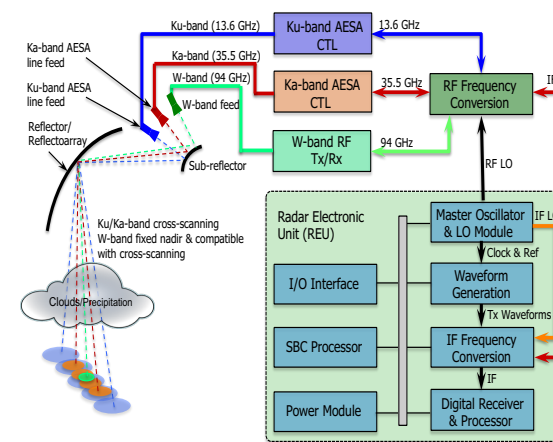 Ku-band (13.6 GHz)
Ku-band AESA
CTL
13.6 GHz
Ka-band AESA
line feed
Ka-band (35.5 GHz)
Ka-band AESA
CTL
35.5 GHz
RF Frequency
Conversion
IF
W-band (94 GHz)
Ku-band AESA
line feed
W-band feed
Reflector/
Reflectoarray
W-band RF
Tx/Rx
94 GHz
Sub-reflector
RF LO
Radar Electronic
Unit (REU)
Master Oscillator
& LO Module
IF LO
Ku/Ka-band cross-scanning
W-band fixed nadir & compatible
with cross-scanning
Clock & Ref
I/O Interface
Waveform
Generation
Clouds/Precipitation
Tx Waveforms
SBC Processor
IF Frequency
Conversion
IF
Power Module
Digital Receiver
& Processor